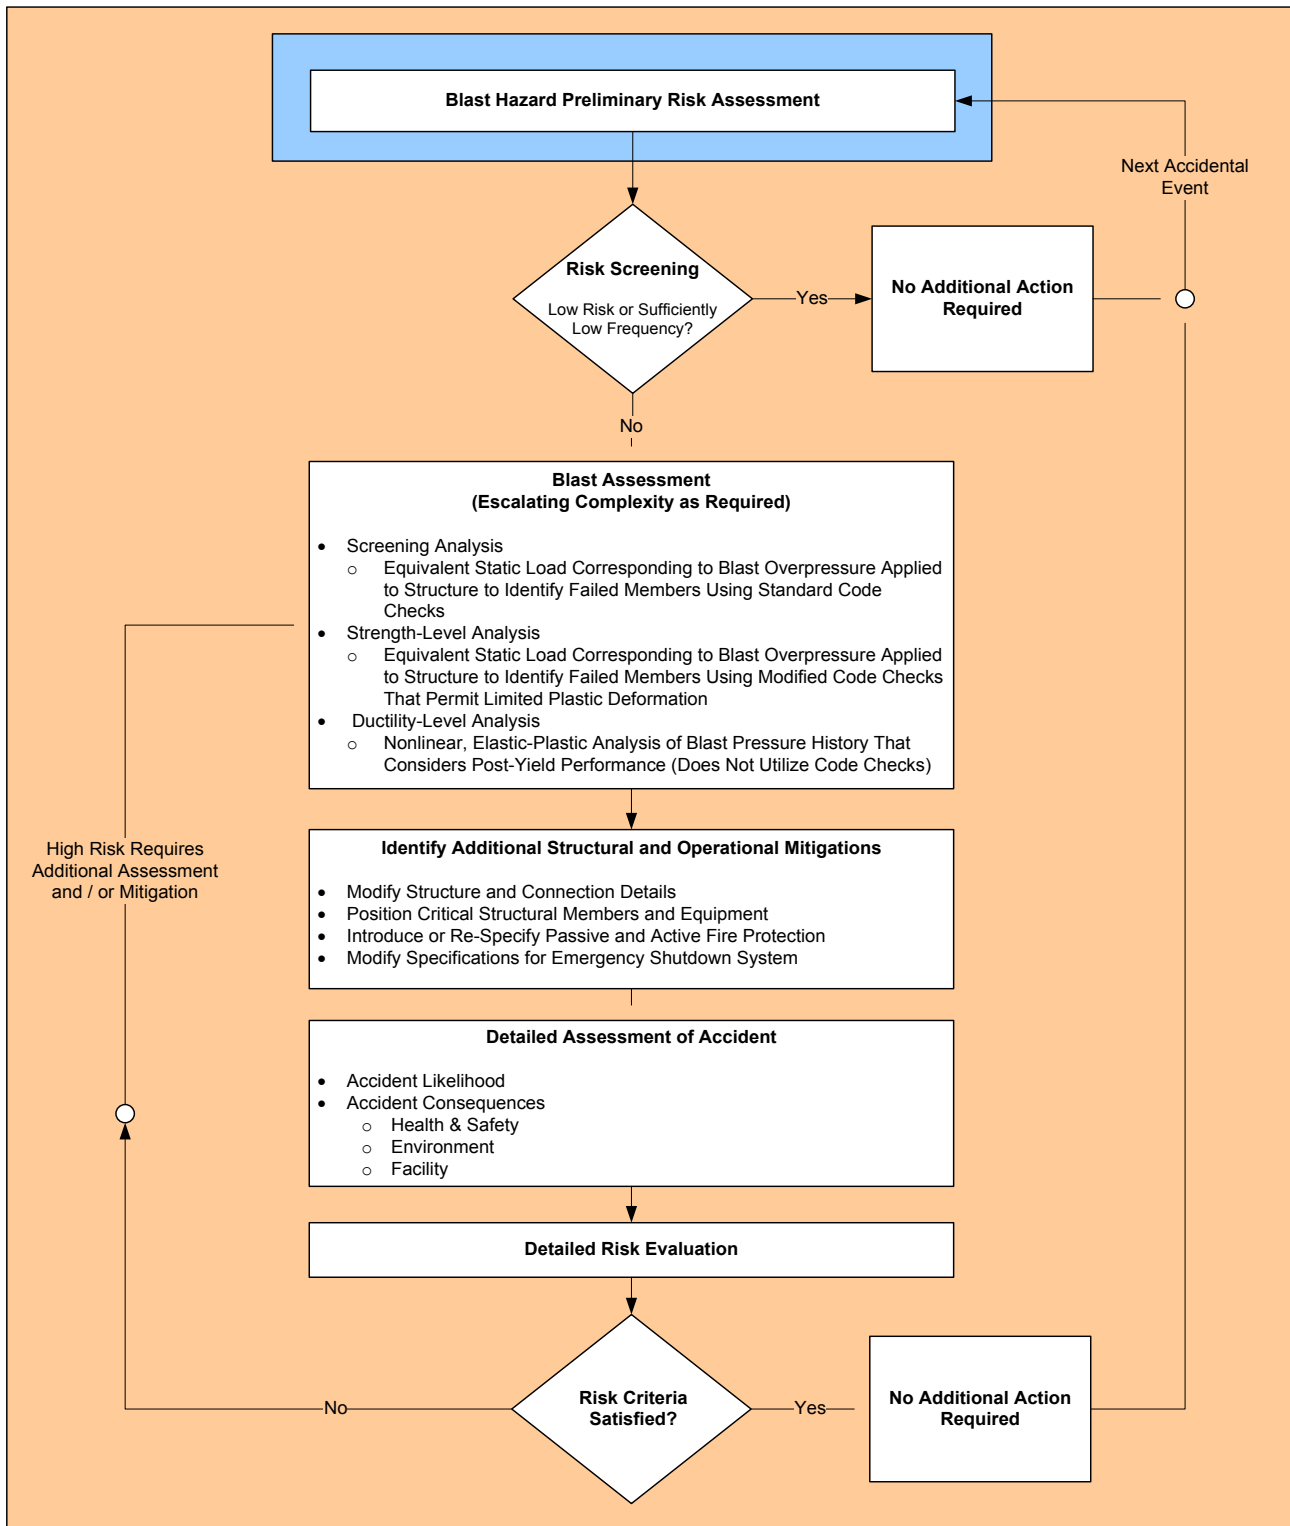 Blast Hazard Preliminary Risk Assessment
Next Accidental
Event
Risk Screening
Low Risk or Sufficiently
Low Frequency?
Yes
No Additional Action
Required
No
Blast Assessment
(Escalating Complexity as Required)
• Screening Analysis
o Equivalent Static Load Corresponding to Blast Overpressure Applied
to Structure to Identify Failed Members Using Standard Code
Checks
• Strength-Level Analysis
o Equivalent Static Load Corresponding to Blast Overpressure Applied
to Structure to Identify Failed Members Using Modified Code Checks
That Permit Limited Plastic Deformation
• Ductility-Level Analysis
o Nonlinear, Elastic-Plastic Analysis of Blast Pressure History That
Considers Post-Yield Performance (Does Not Utilize Code Checks)
High Risk Requires
Additional Assessment
and / or Mitigation
Identify Additional Structural and Operational Mitigations
• Modify Structure and Connection Details
• Position Critical Structural Members and Equipment
• Introduce or Re-Specify Passive and Active Fire Protection
• Modify Specifications for Emergency Shutdown System
Detailed Assessment of Accident
• Accident Likelihood
• Accident Consequences
o Health & Safety
o Environment
o Facility
Detailed Risk Evaluation
Risk Criteria
Satisfied?
No
Yes
No Additional Action
Required